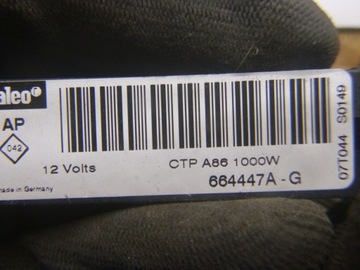 aleo
AP
042
12 Volts
CTP A86 1000W
ade in Germany
664447A - G
07T044 S0149